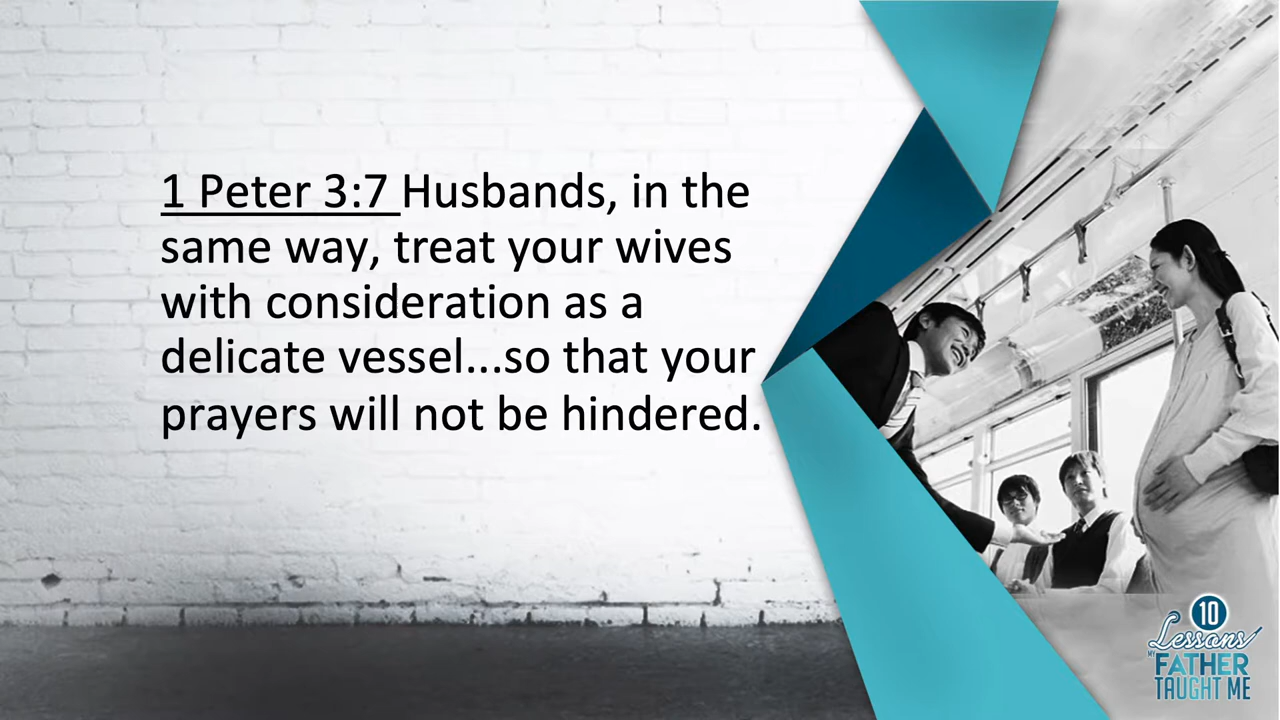 1 Peter 3:7 Husbands, in the
same way, treat your wives
with consideration as a
delicate vessel...so that your
prayers will not be hindered.
10
Lessons
MY
FATHER
TAUGHT ME